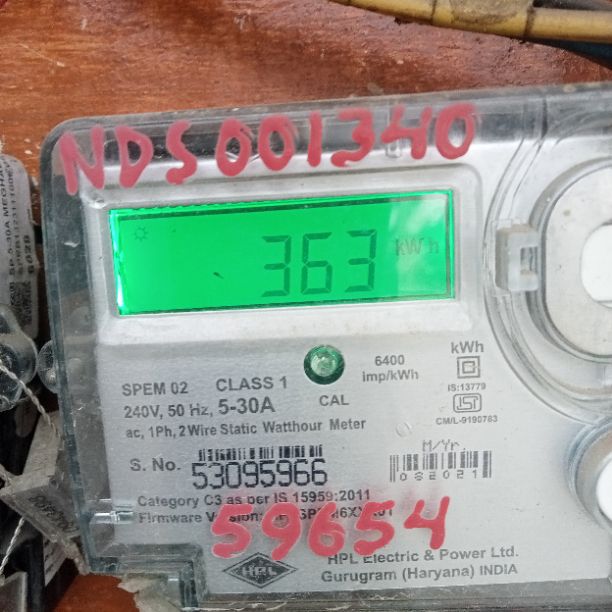 NDS001340
363 kWh
6400
imp/kWh
kWh
IS:13779
CM/L-9190763
SPEM 02 CLASS 1
240V, 50 Hz, 5-30A
CAL
ac, 1Ph, 2 Wire Static Watthour Meter
M/Yr
S. No. 53095966
082021
Category C3 as per IS 15959:2011
Firmware
59654
HPL
HPL Electric & Power Ltd.
Gurugram (Haryana) INDIA